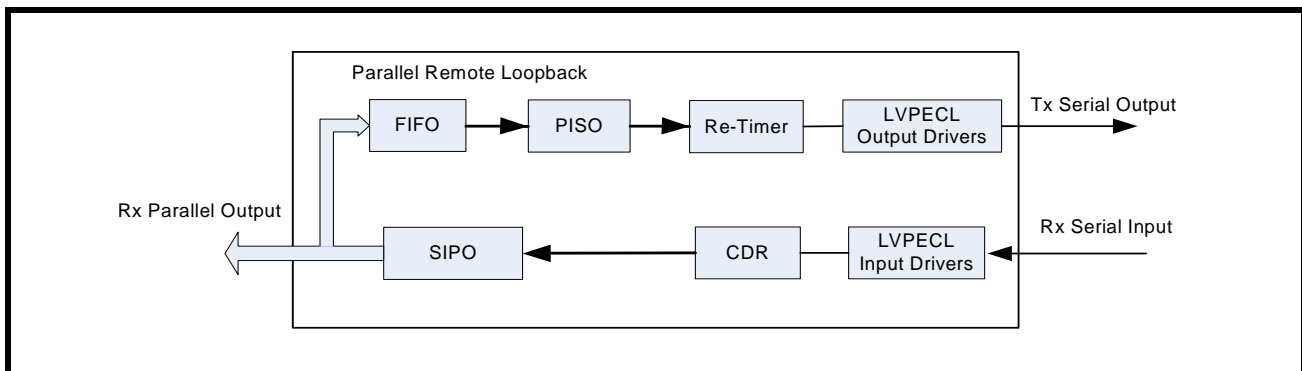 Parallel Remote Loopback
FIFO
PISO
Re-Timer
LVPECL
Output Drivers
Tx Serial Output
Rx Parallel Output
SIPO
CDR
LVPECL
Input Drivers
Rx Serial Input